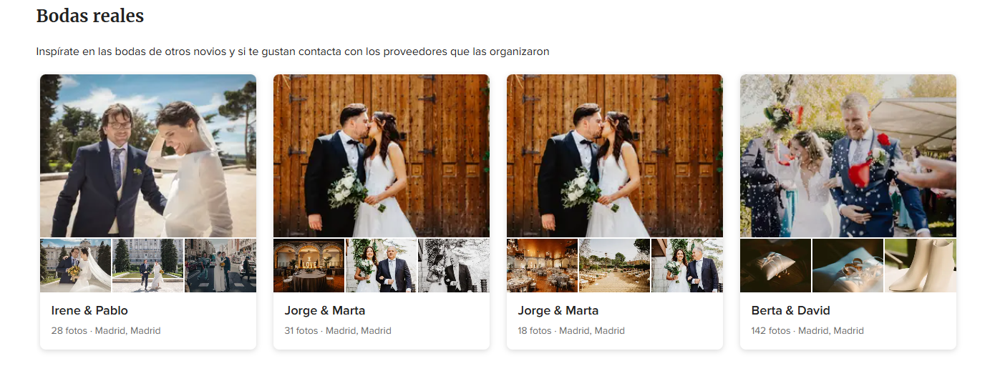 Bodas reales
Inspírate en las bodas de otros novios y si te gustan contacta con los proveedores que las organizaron
LOVE
Irene & Pablo
28 fotos · Madrid, Madrid
Jorge & Marta
31 fotos · Madrid, Madrid
Jorge & Marta
18 fotos · Madrid, Madrid
Berta & David
142 fotos · Madrid, Madrid